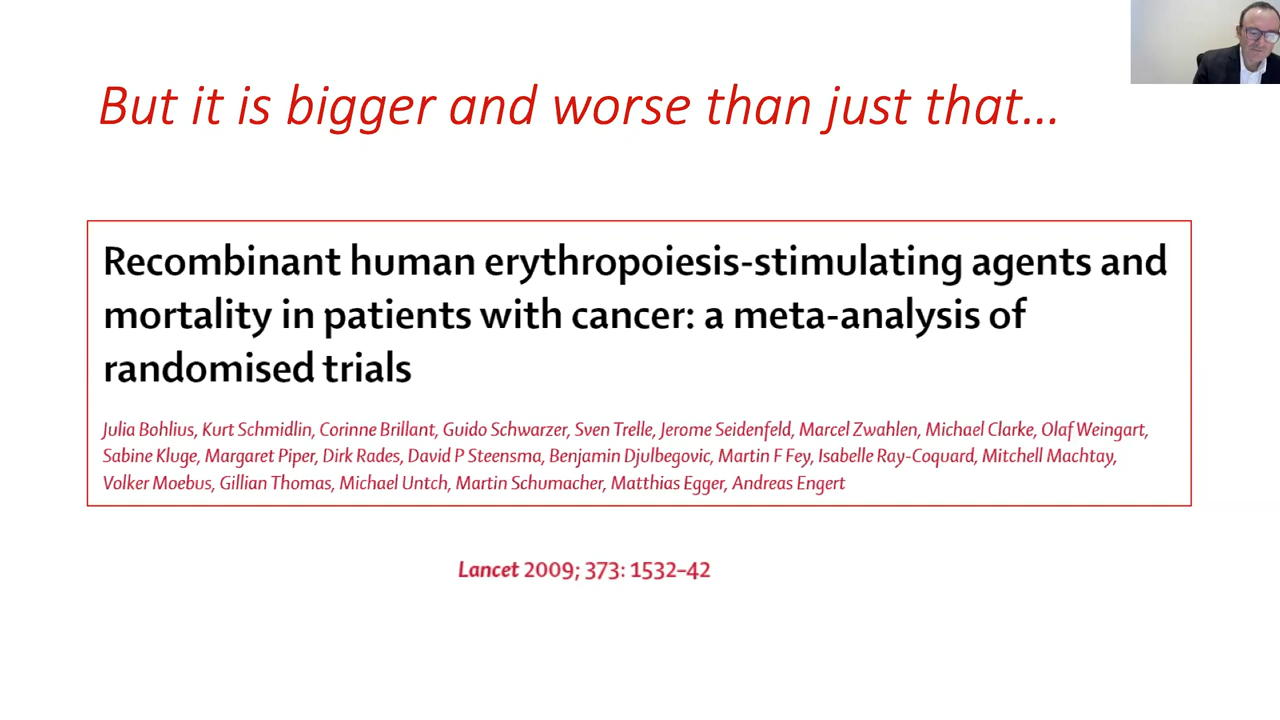 But it is bigger and worse than just that...
Recombinant human erythropoiesis-stimulating agents and
mortality in patients with cancer: a meta-analysis of
randomised trials
Julia Bohlius, Kurt Schmidlin, Corinne Brillant, Guido Schwarzer, Sven Trelle, Jerome Seidenfeld, Marcel Zwahlen, Michael Clarke, Olaf Weingart,
Sabine Kluge, Margaret Piper, Dirk Rades, David P Steensma, Benjamin Djulbegovic, Martin F Fey, Isabelle Ray-Coquard, Mitchell Machtay,
Volker Moebus, Gillian Thomas, Michael Untch, Martin Schumacher, Matthias Egger, Andreas Engert
Lancet 2009; 373: 1532–42